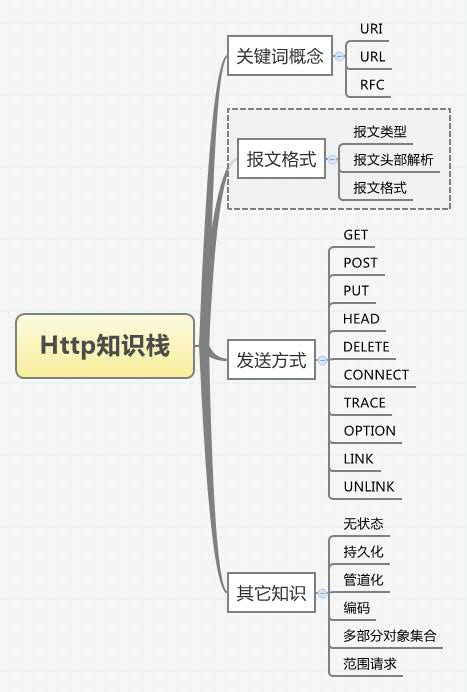 Http知识栈
关键词概念
URI
URL
RFC
报文格式
报文类型
报文头部解析
报文格式
发送方式
GET
POST
PUT
HEAD
DELETE
CONNECT
TRACE
OPTION
LINK
UNLINK
其它知识
无状态
持久化
管道化
编码
多部分对象集合
范围请求